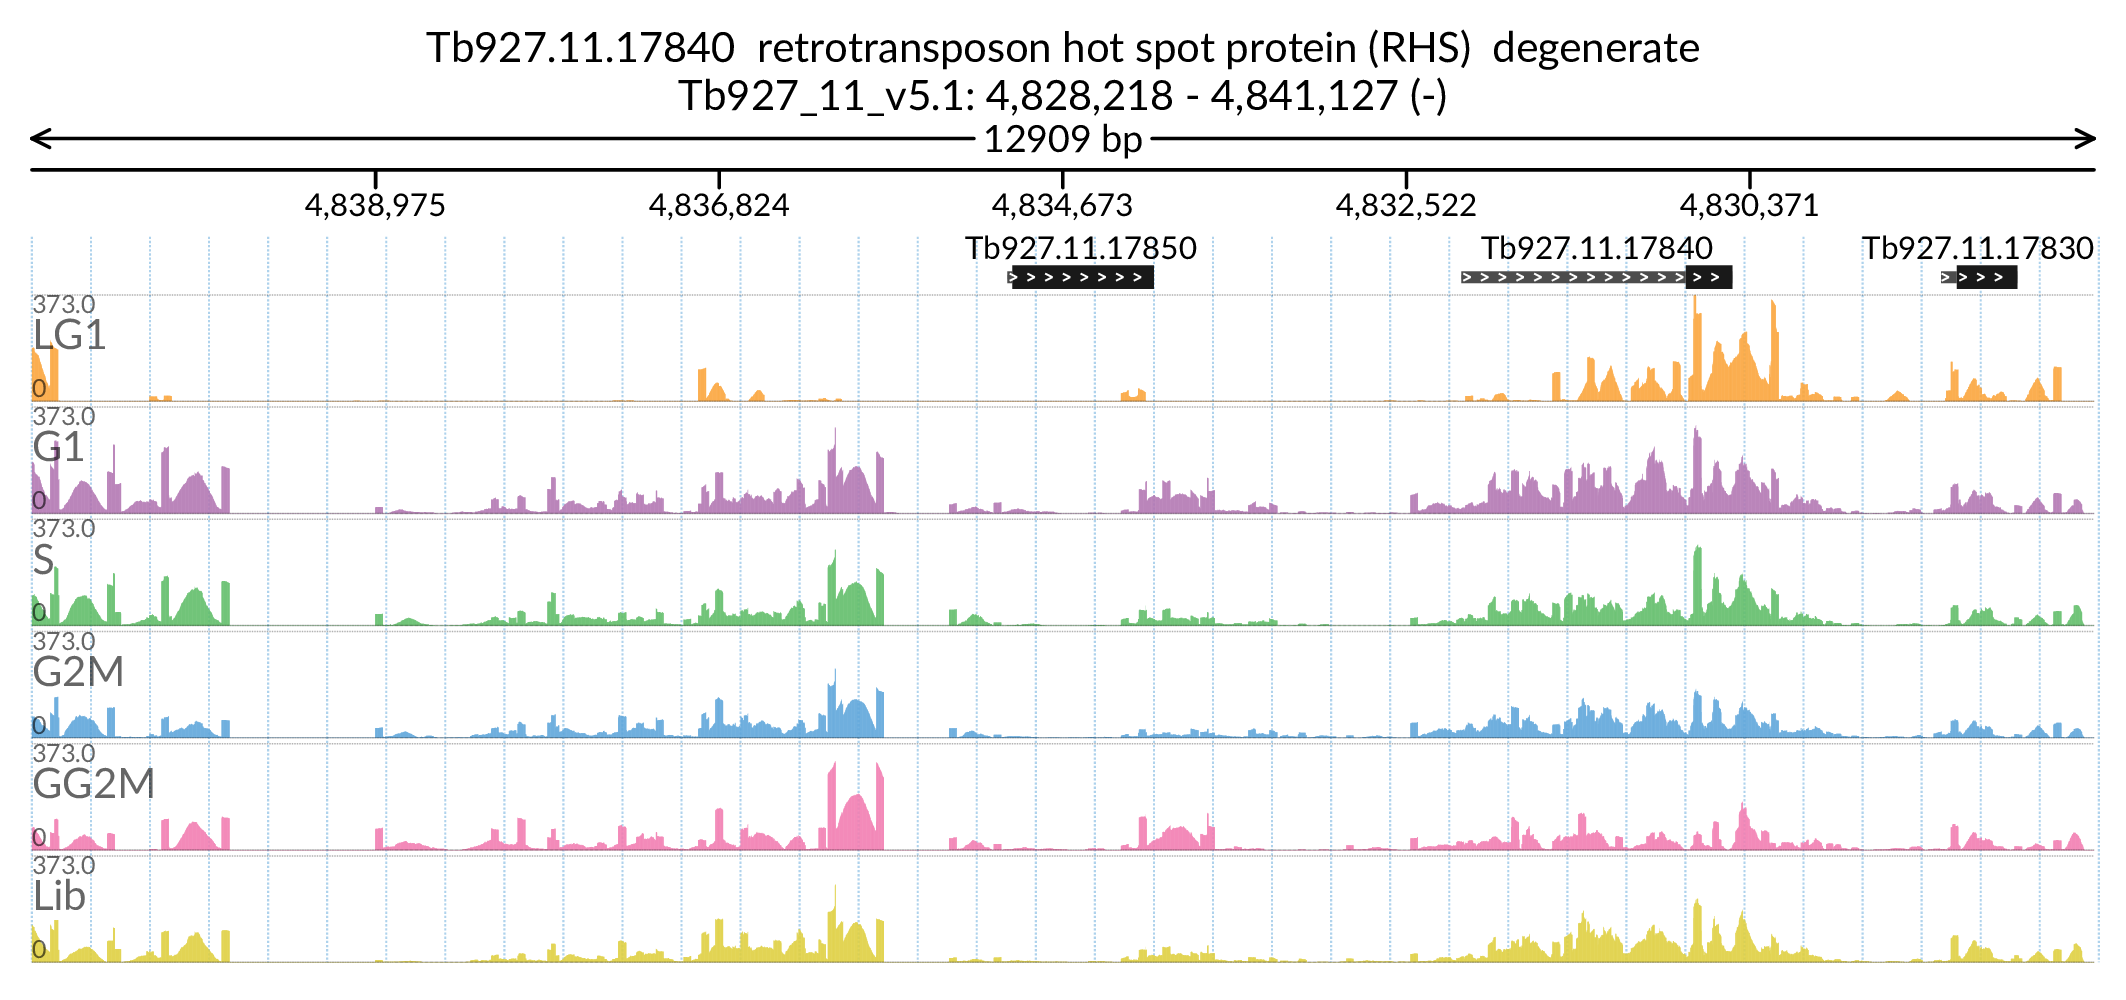 Tb927.11.17840 retrotransposon hot spot protein (RHS) degenerate
Tb927_11_v5.1: 4,828,218 - 4,841,127 (-)
12909 bp
4,838,975 4,836,824 4,834,673 4,832,522 4,830,371
Tb927.11.17850 Tb927.11.17840 Tb927.11.17830
373.0
LG1
0
373.0
G1
0
373.0
S
0
373.0
G2M
0
373.0
GG2M
0
373.0
Lib
0